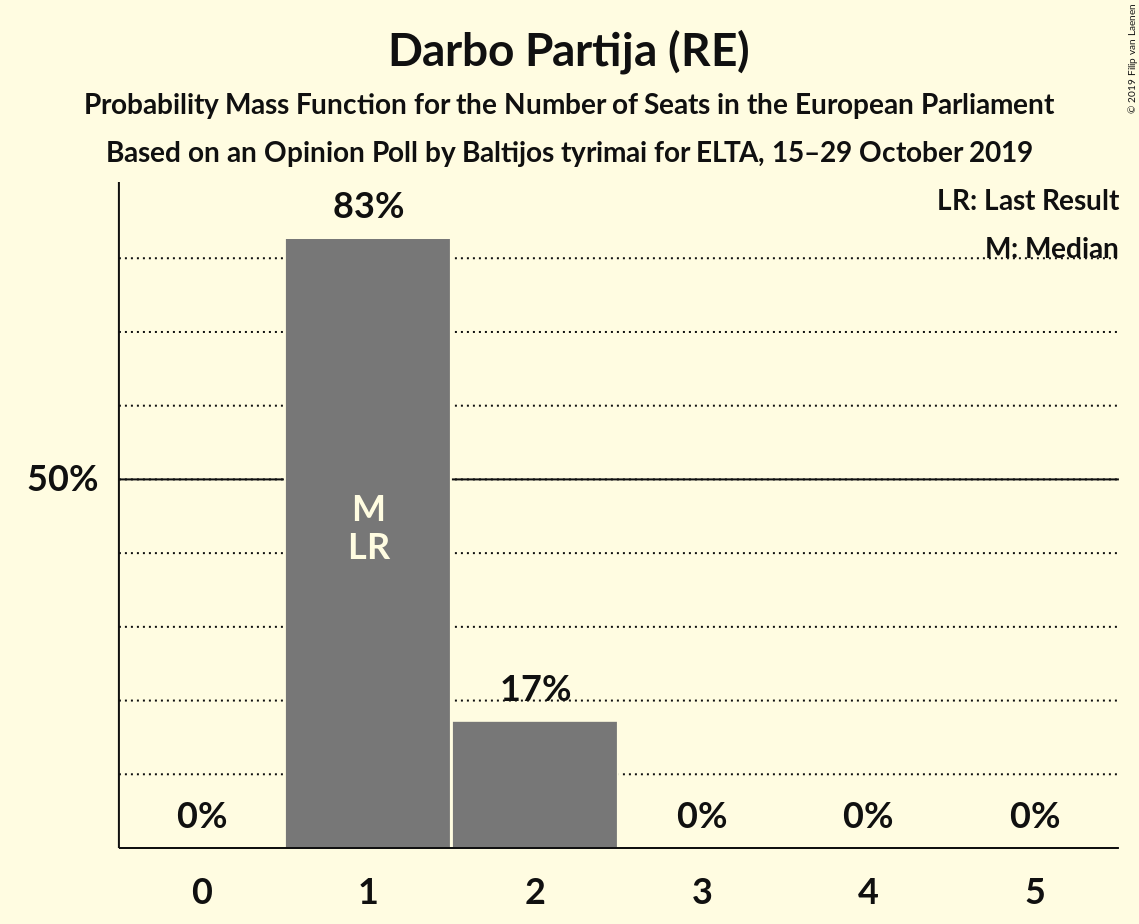 Darbo Partija (RE)
Probability Mass Function for the Number of Seats in the European Parliament
Based on an Opinion Poll by Baltijos tyrimai for ELTA, 15–29 October 2019
© 2019 Filip van Laenen
LR: Last Result
M: Median
83%
50%
M
LR
17%
0%
0%
0%
0%
0 1 2 3 4 5